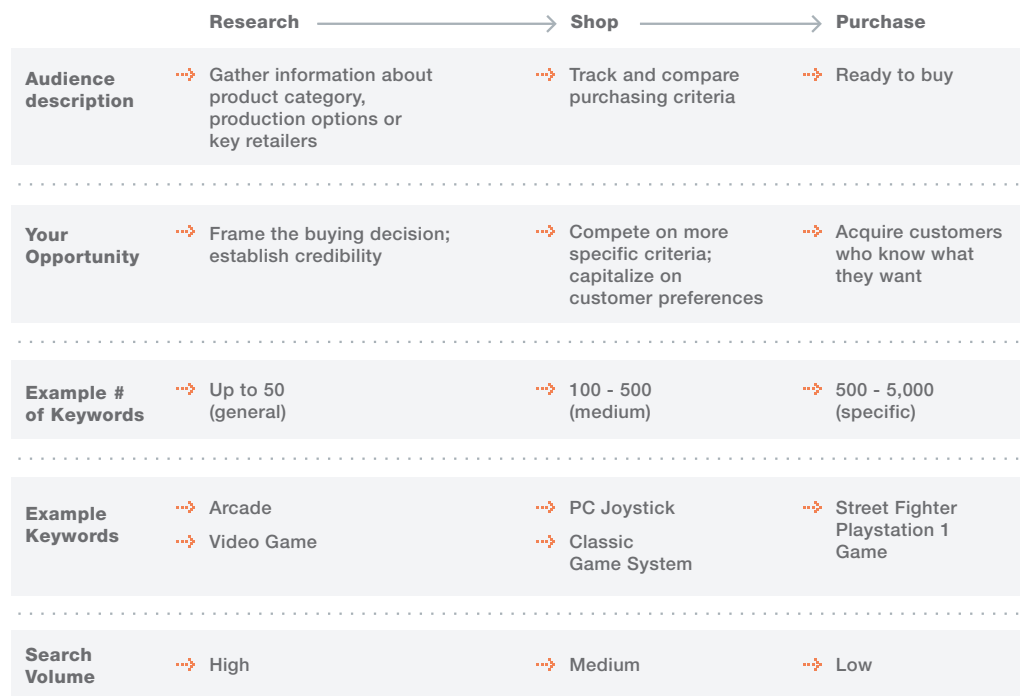 Research
Shop
Purchase
Audience
description
Gather information about
product category,
production options or
key retailers
Track and compare
purchasing criteria
Ready to buy
Your
Opportunity
Frame the buying decision;
establish credibility
Compete on more
specific criteria;
capitalize on
customer preferences
Acquire customers
who know what
they want
Example #
of Keywords
Up to 50
(general)
100 - 500
(medium)
500 - 5,000
(specific)
Example
Keywords
Arcade
Video Game
PC Joystick
Classic
Game System
Street Fighter
Playstation 1
Game
Search
Volume
High
Medium
Low